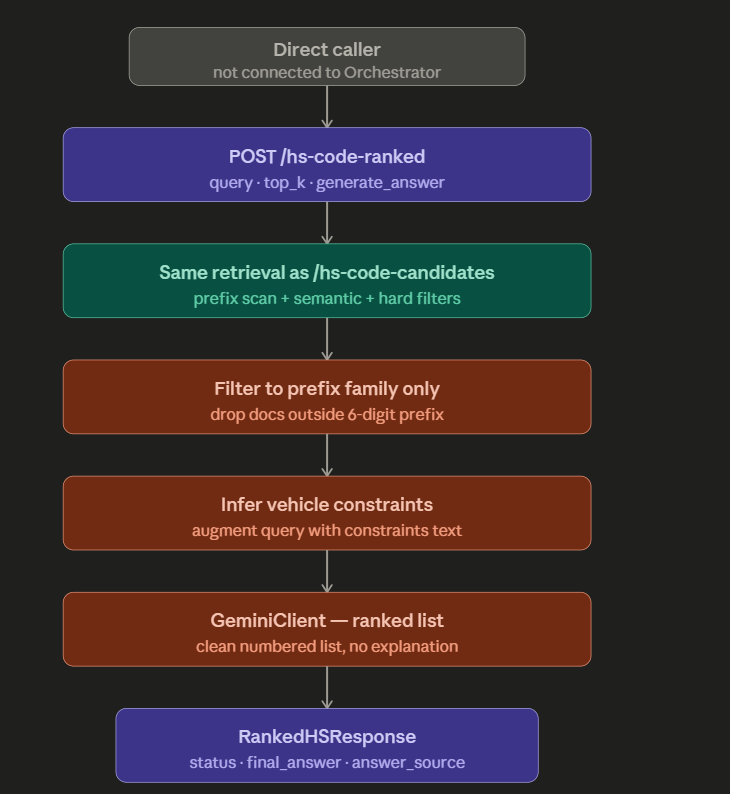 Direct caller
not connected to Orchestrator
POST /hs-code-ranked
query · top_k · generate_answer
Same retrieval as /hs-code-candidates
prefix scan + semantic + hard filters
Filter to prefix family only
drop docs outside 6-digit prefix
Infer vehicle constraints
augment query with constraints text
GeminiClient — ranked list
clean numbered list, no explanation
RankedHSResponse
status · final_answer · answer_source